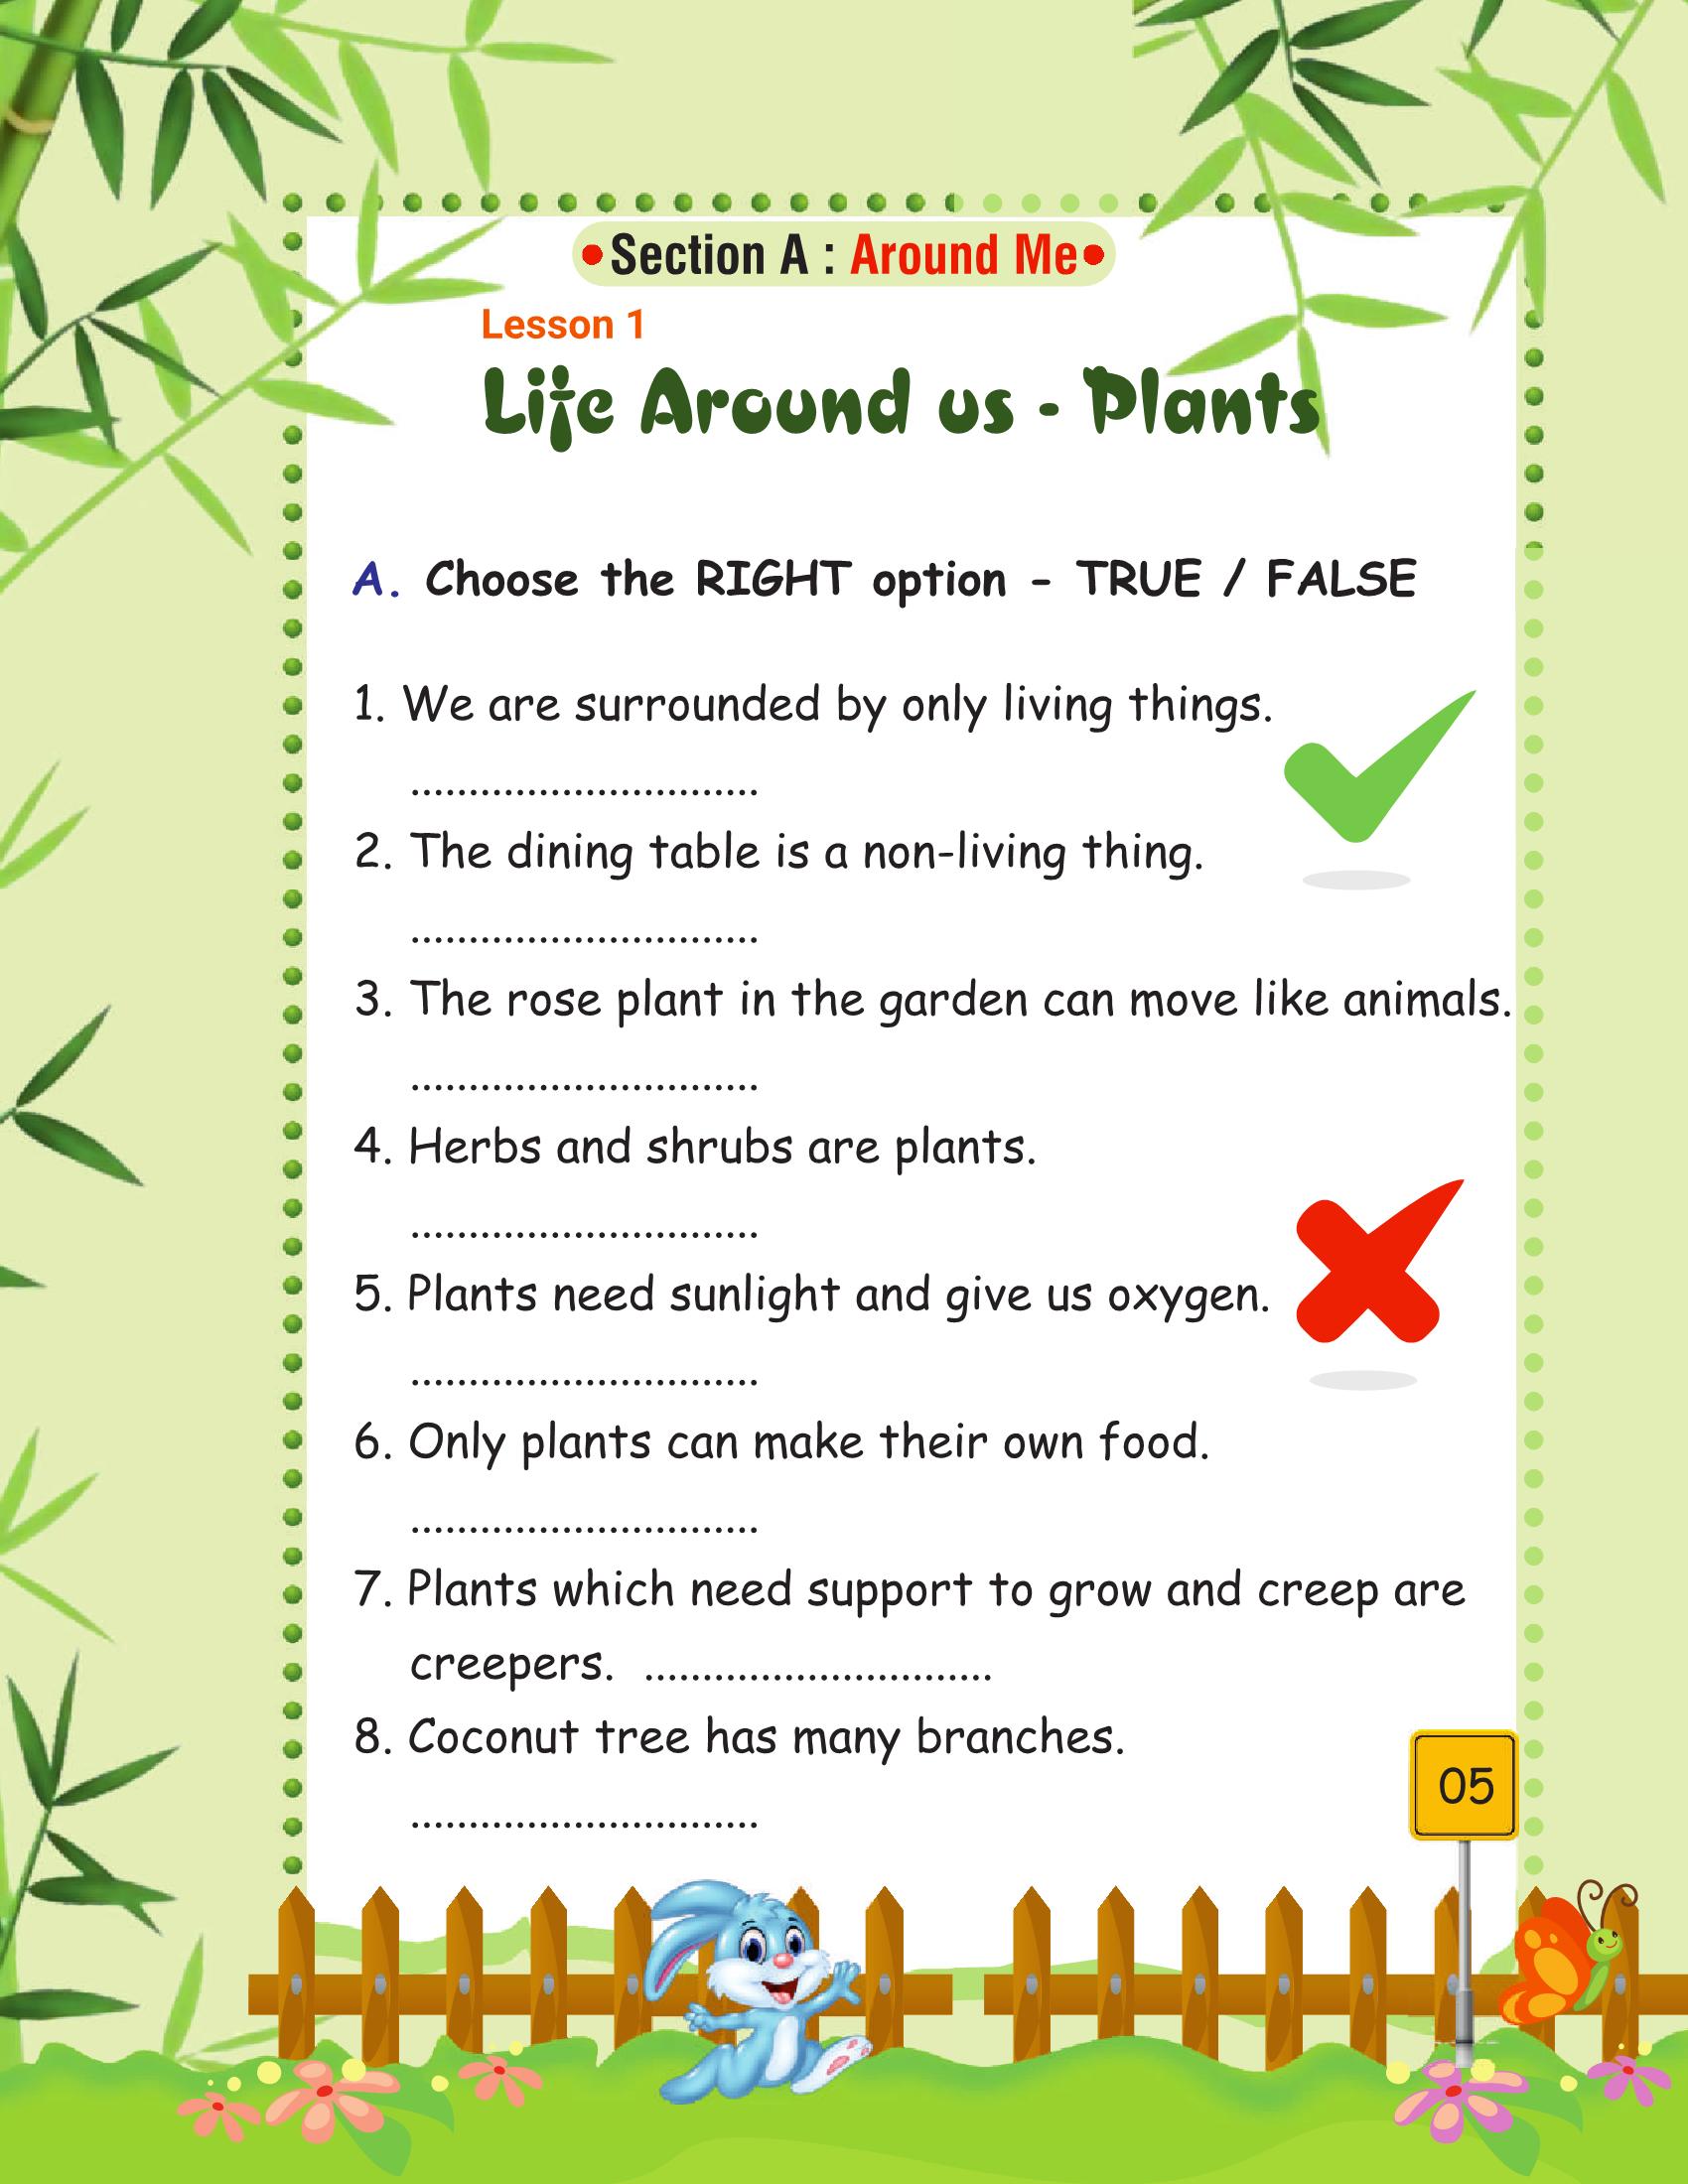 Section A : Around Me
Lesson 1
Life Around us - Plants
A. Choose the RIGHT option - TRUE / FALSE
1. We are surrounded by only living things.
..............................
2. The dining table is a non-living thing.
..............................
3. The rose plant in the garden can move like animals.
..............................
4. Herbs and shrubs are plants.
..............................
5. Plants need sunlight and give us oxygen.
..............................
6. Only plants can make their own food.
..............................
7. Plants which need support to grow and creep are
creepers. ..............................
8. Coconut tree has many branches.
..............................
05